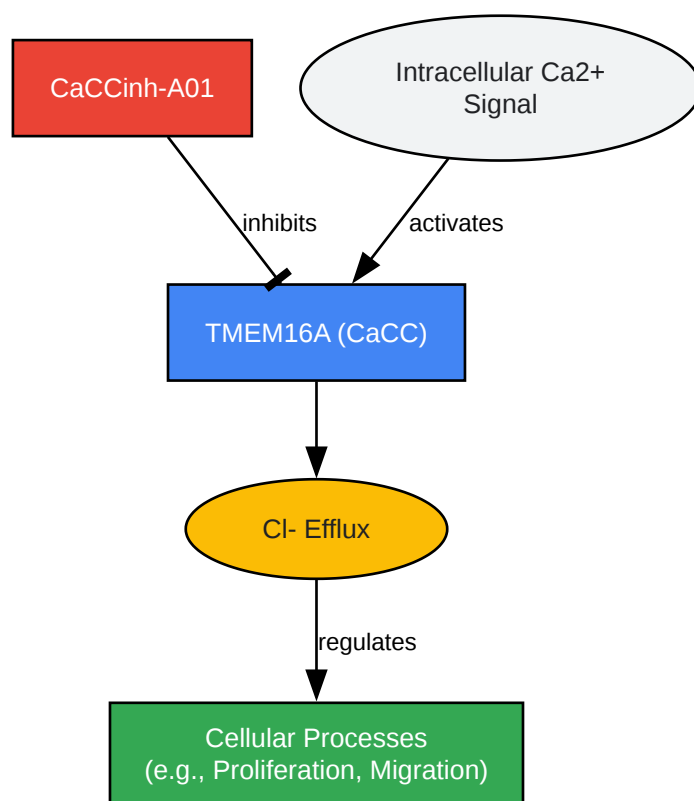 CaCCinh-A01
Intracellular Ca2+
Signal
inhibits
activates
TMEM16A (CaCC)
Cl- Efflux
regulates
Cellular Processes
(e.g., Proliferation, Migration)